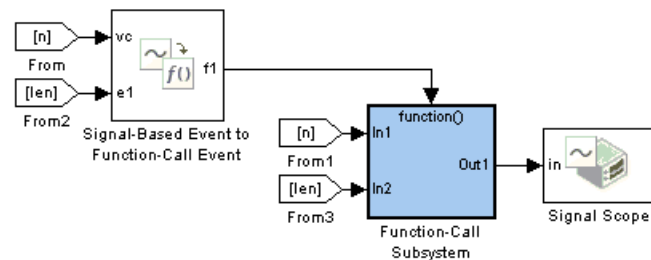 [n]
vc
From
[len]
e1
From2
f()
f1
Signal-Based Event to
Function-Call Event
function()
[n]
In1
From1
[len]
In2
From3
Out1
Function-Call
Subsystem
in
Signal Scope